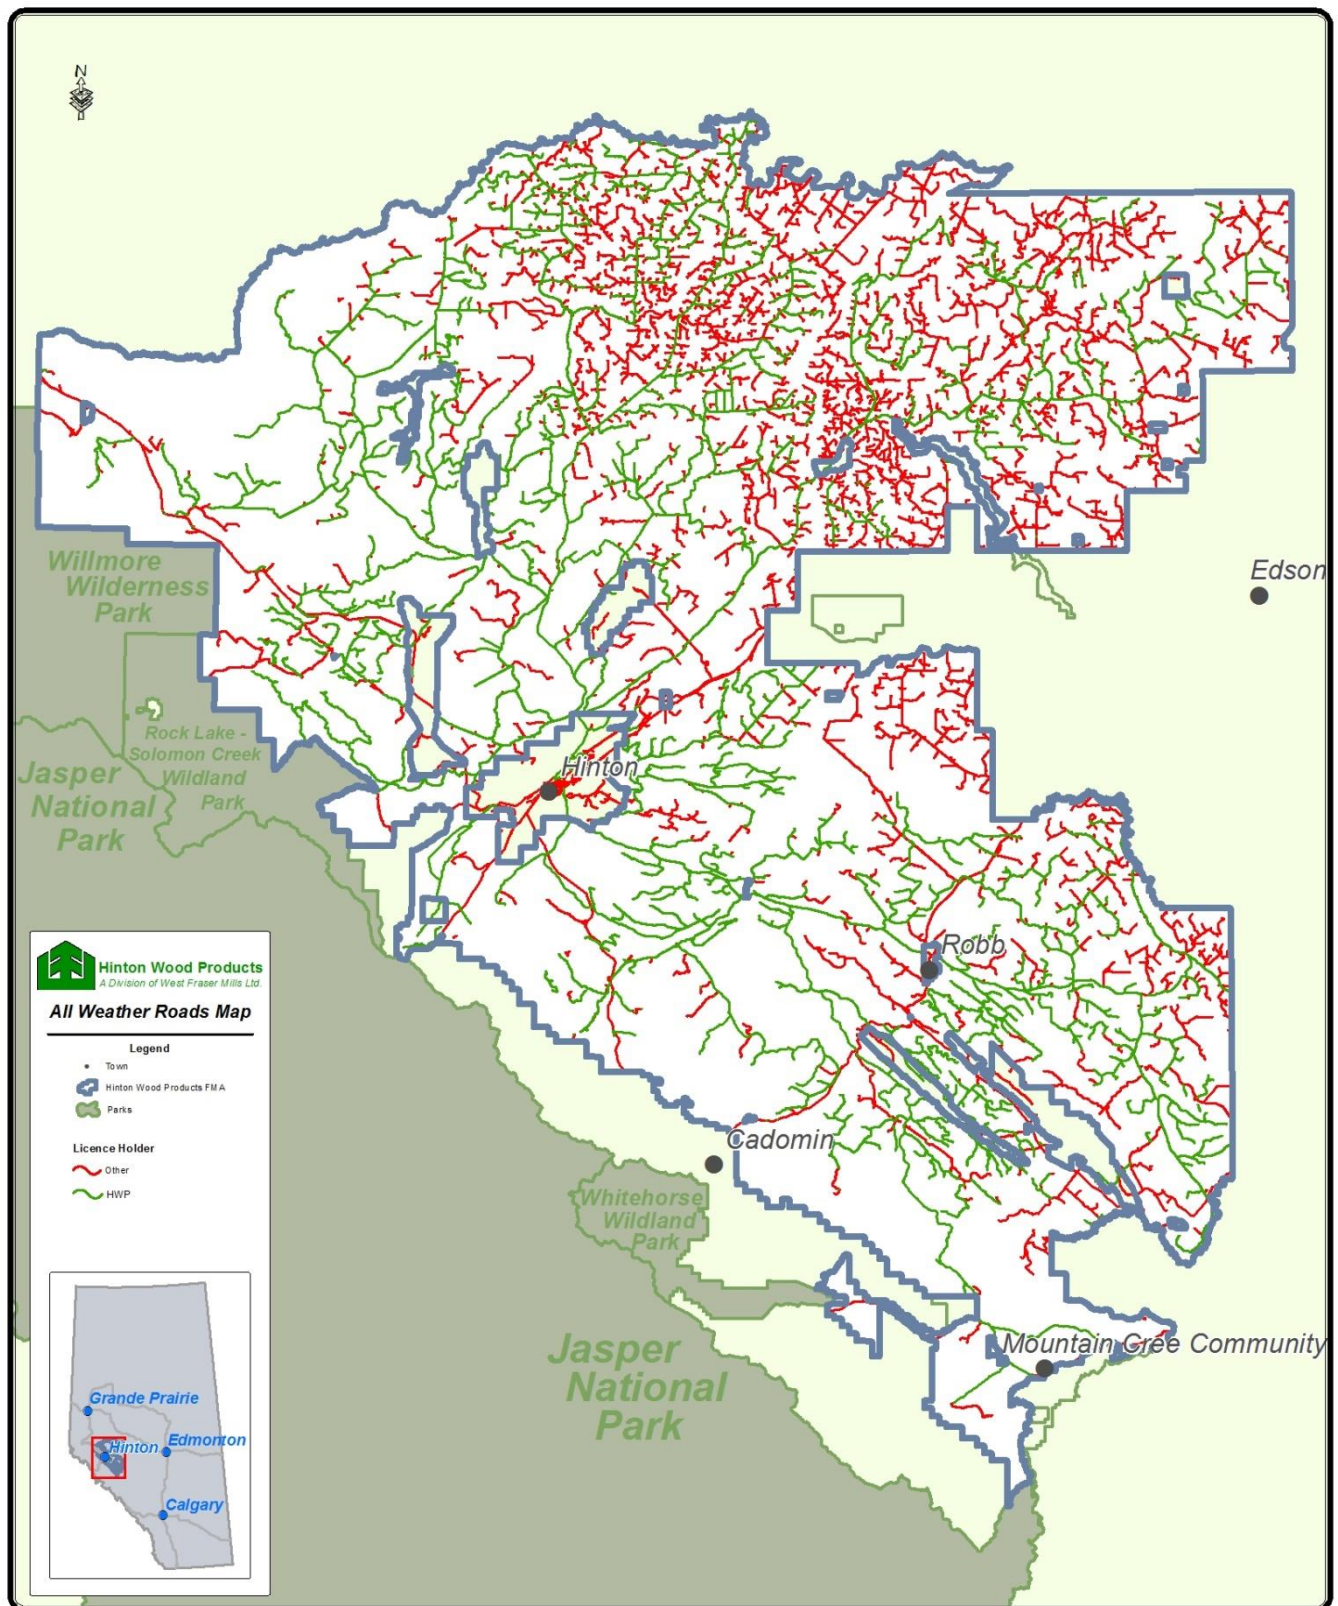 N
Edson
Willmore
Wilderness
Park
Rock Lake -
Solomon Creek
Wildland
Park
Jasper
National
Park
Hinton
Robb
Cadomin
Whitehorse
Wildland
Park
Jasper
National
Park
Mountain Cree Community
Hinton Wood Products
A Division of West Fraser Mills Ltd.
All Weather Roads Map
Legend
Town
Hinton Wood Products FMA
Parks
Licence Holder
Other
HWP
Grande Prairie
Hinton
Edmonton
Calgary